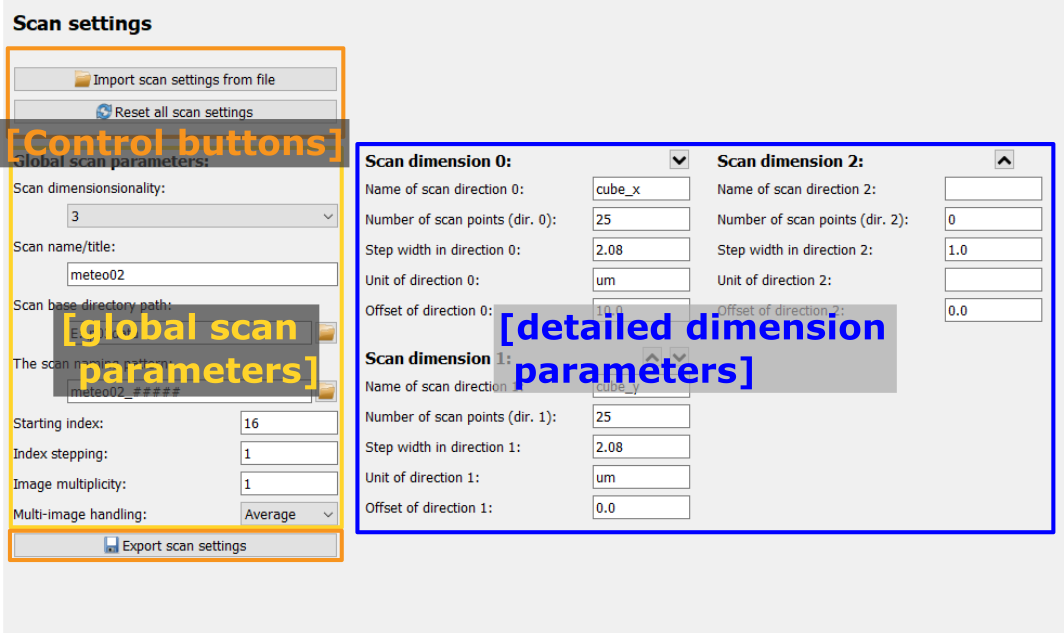 Scan settings
Import scan settings from file
Reset all scan settings
[Control buttons]
Global scan parameters:
Scan dimensionsionality:
3
Scan name/title:
meteo02
Scan base directory path:
[global scan
parameters]
The scan naming pattern:
meteo02_#####
Starting index: 16
Index stepping: 1
Image multiplicity: 1
Multi-image handling: Average
Export scan settings
Scan dimension 0:
Name of scan direction 0: cube_x
Number of scan points (dir. 0): 25
Step width in direction 0: 2.08
Unit of direction 0: um
Offset of direction 0: 10.0
[detailed dimension
parameters]
Scan dimension 1:
Name of scan direction 1: cube_y
Number of scan points (dir. 1): 25
Step width in direction 1: 2.08
Unit of direction 1: um
Offset of direction 1: 0.0
Scan dimension 2:
Name of scan direction 2:
Number of scan points (dir. 2): 0
Step width in direction 2: 1.0
Unit of direction 2:
Offset of direction 2: 0.0